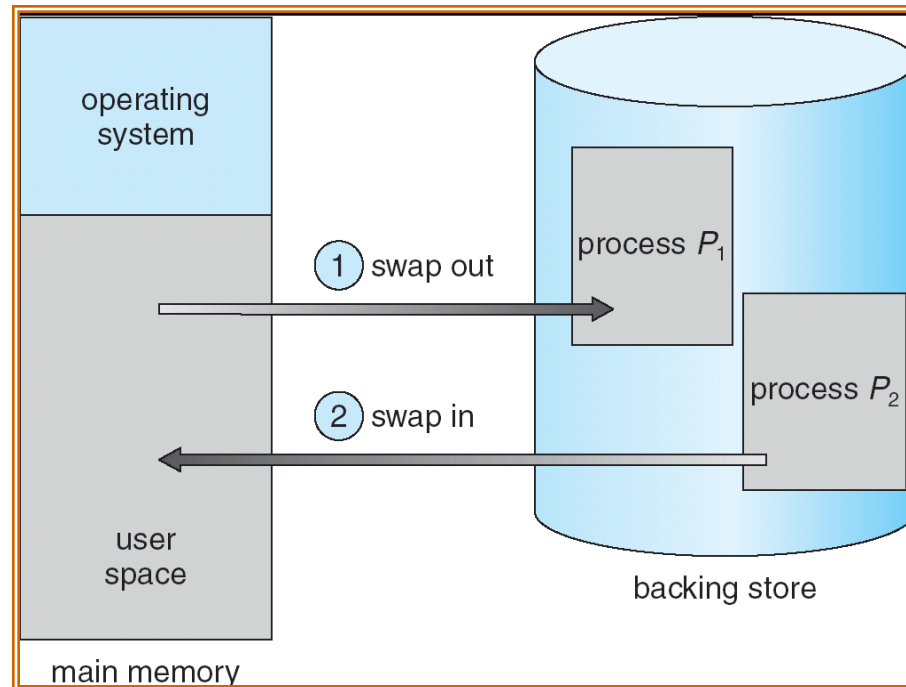 operating
system
1 swap out
process P₁
process P₂
2 swap in
user
space
backing store
main memory